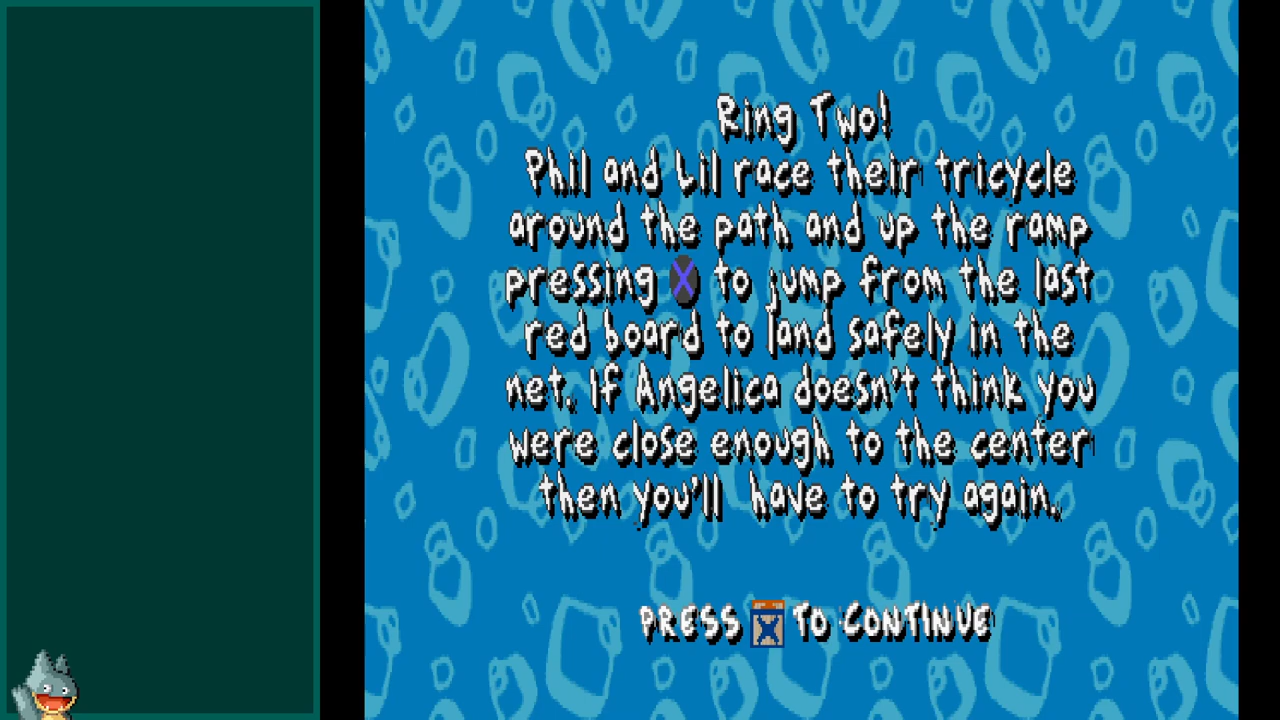 Ring Two!
Phil and Lil race their tricycle
around the path and up the ramp
pressing X to jump from the last
red board to land safely in the
net. If Angelica doesn't think you
were close enough to the center
then you'll have to try again.
PRESS X TO CONTINUE